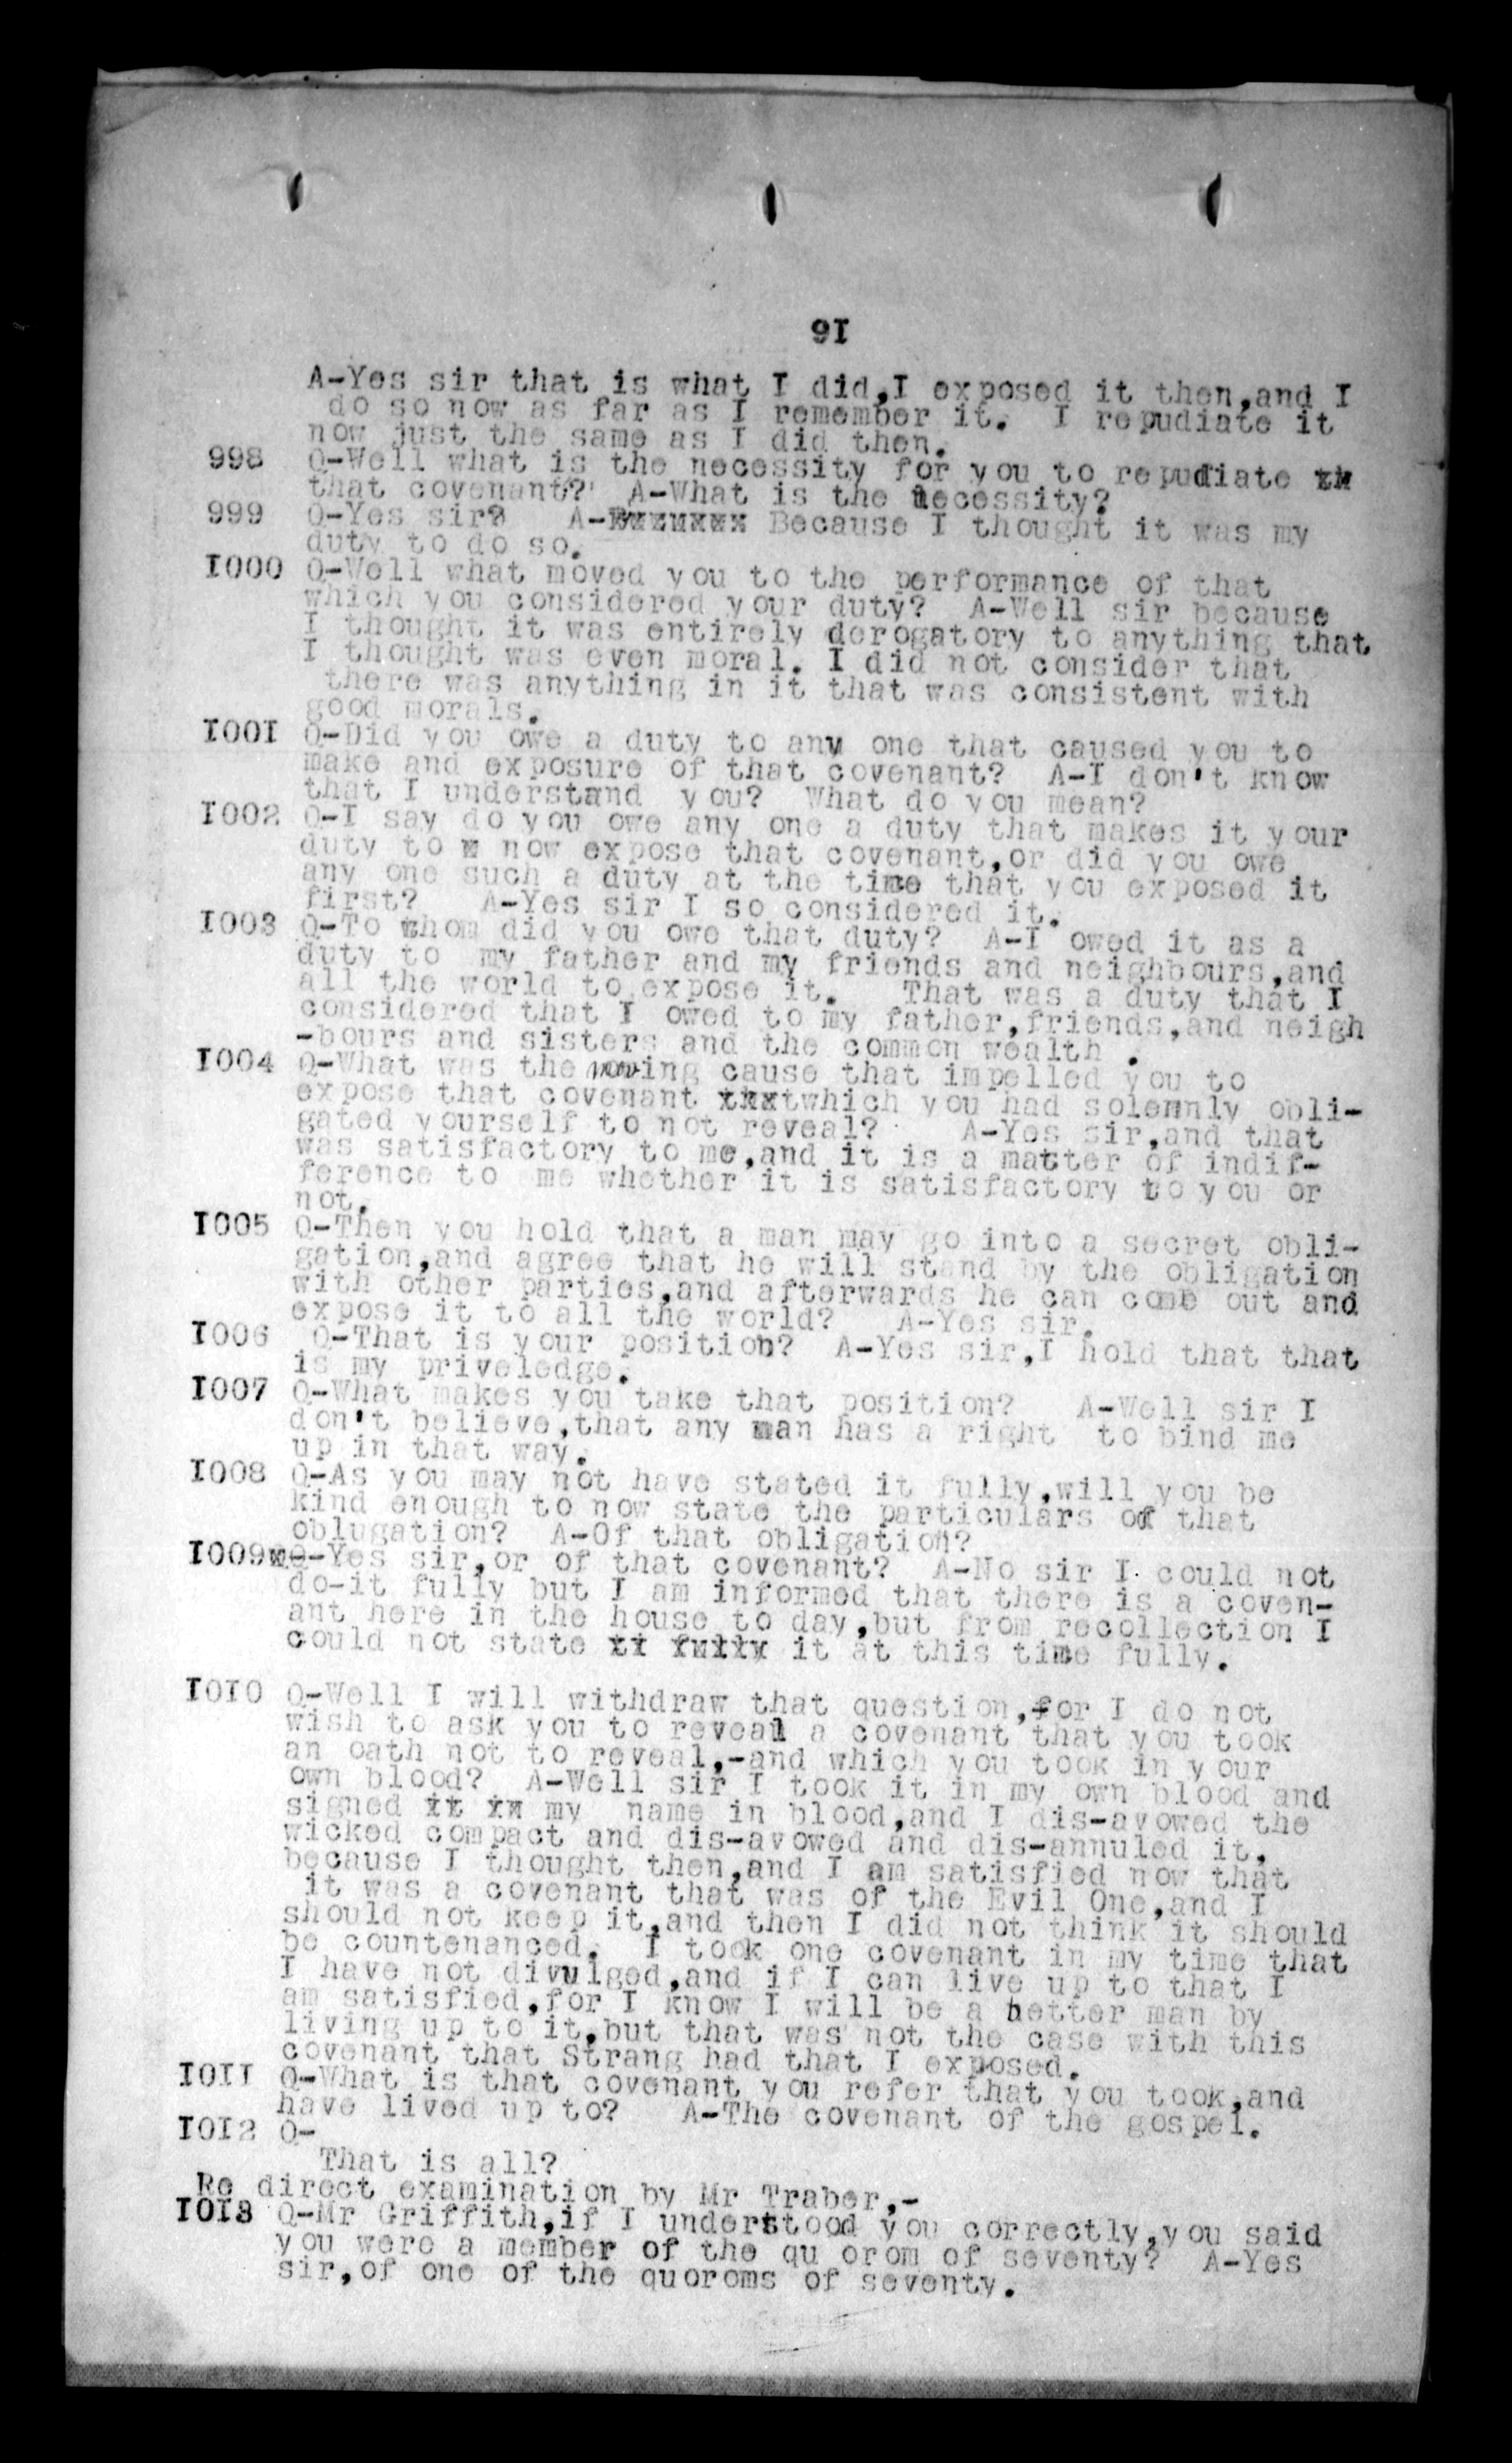 9I
A-Yes sir that is what I did,I exposed it then,and I
do so now as far as I remember it. I repudiate it
now just the same as I did then.
998 Q-Well what is the necessity for you to repudiate
that covenant? A-What is the necessity?
999 Q-Yes sir? A- Because I thought it was my
duty to do so.
I000 Q-Well what moved you to the performance of that
which you considered your duty? A-Well sir because
I thought it was entirely derogatory to anything that
I thought was even moral. I did not consider that
there was anything in it that was consistent with
good morals.
I00I Q-Did you owe a duty to any one that caused you to
make and exposure of that covenant? A-I don't know
that I understand you? What do you mean?
I002 Q-I say do you owe any one a duty that makes it your
duty to now expose that covenant,or did you owe
any one such a duty at the time that you exposed it
first? A-Yes sir I so considered it.
I003 Q-To whom did you owe that duty? A-I owed it as a
duty to my father and my friends and neighbours,and
all the world to expose it. That was a duty that I
considered that I owed to my father,friends,and neigh
-bours and sisters and the common wealth .
I004 Q-What was the moving cause that impelled you to
expose that covenant which you had solemnly obli-
gated yourself to not reveal? A-Yes sir,and that
was satisfactory to me,and it is a matter of indif-
ference to me whether it is satisfactory to you or
not.
I005 Q-Then you hold that a man may go into a secret obli-
gation,and agree that he will stand by the obligation
with other parties,and afterwards he can come out and
expose it to all the world? A-Yes sir.
I006 Q-That is your position? A-Yes sir,I hold that that
is my priveledge.
I007 Q-What makes you take that position? A-Well sir I
don't believe,that any man has a right to bind me
up in that way.
I008 Q-As you may not have stated it fully,will you be
kind enough to now state the particulars of that
oblugation? A-Of that obligation?
I009 Q-Yes sir,or of that covenant? A-No sir I could not
do-it fully but I am informed that there is a coven-
ant here in the house to day,but from recollection I
could not state it at this time fully.
I0I0 Q-Well I will withdraw that question,for I do not
wish to ask you to reveal a covenant that you took
an oath not to reveal,-and which you took in your
own blood? A-Well sir I took it in my own blood and
signed my name in blood,and I dis-avowed the
wicked compact and dis-avowed and dis-annuled it,
because I thought then,and I am satisfied now that
it was a covenant that was of the Evil One,and I
should not keep it,and then I did not think it should
be countenanced. I took one covenant in my time that
I have not divulged,and if I can live up to that I
am satisfied,for I know I will be a better man by
living up to it,but that was not the case with this
covenant that Strang had that I exposed.
I0II Q-What is that covenant you refer that you took,and
have lived up to? A-The covenant of the gospel.
I0I2 Q-
That is all?
Re direct examination by Mr Traber,-
I0I3 Q-Mr Griffith,if I understood you correctly,you said
you were a member of the qu orom of seventy? A-Yes
sir,of one of the quoroms of seventy.